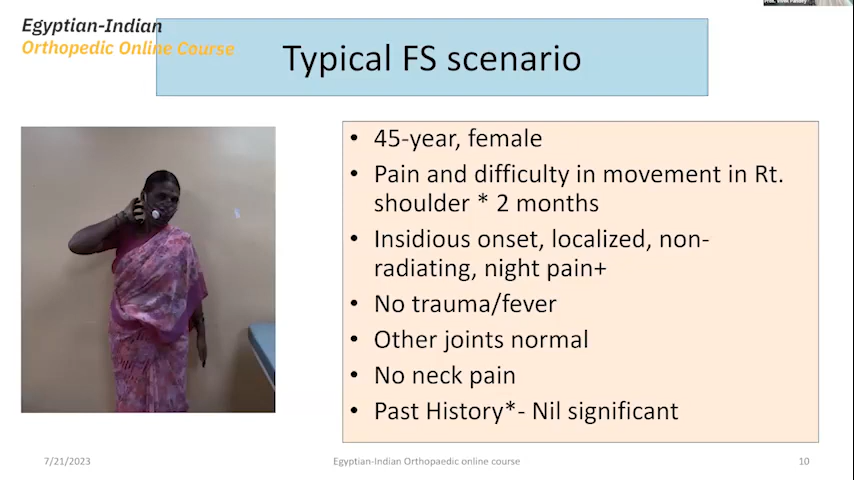 Egyptian-Indian
Orthopedic Online Course
Typical FS scenario
• 45-year, female
• Pain and difficulty in movement in Rt.
shoulder * 2 months
• Insidious onset, localized, non-
radiating, night pain+
• No trauma/fever
• Other joints normal
• No neck pain
• Past History*- Nil significant
7/21/2023
Egyptian-Indian Orthopaedic online course
10